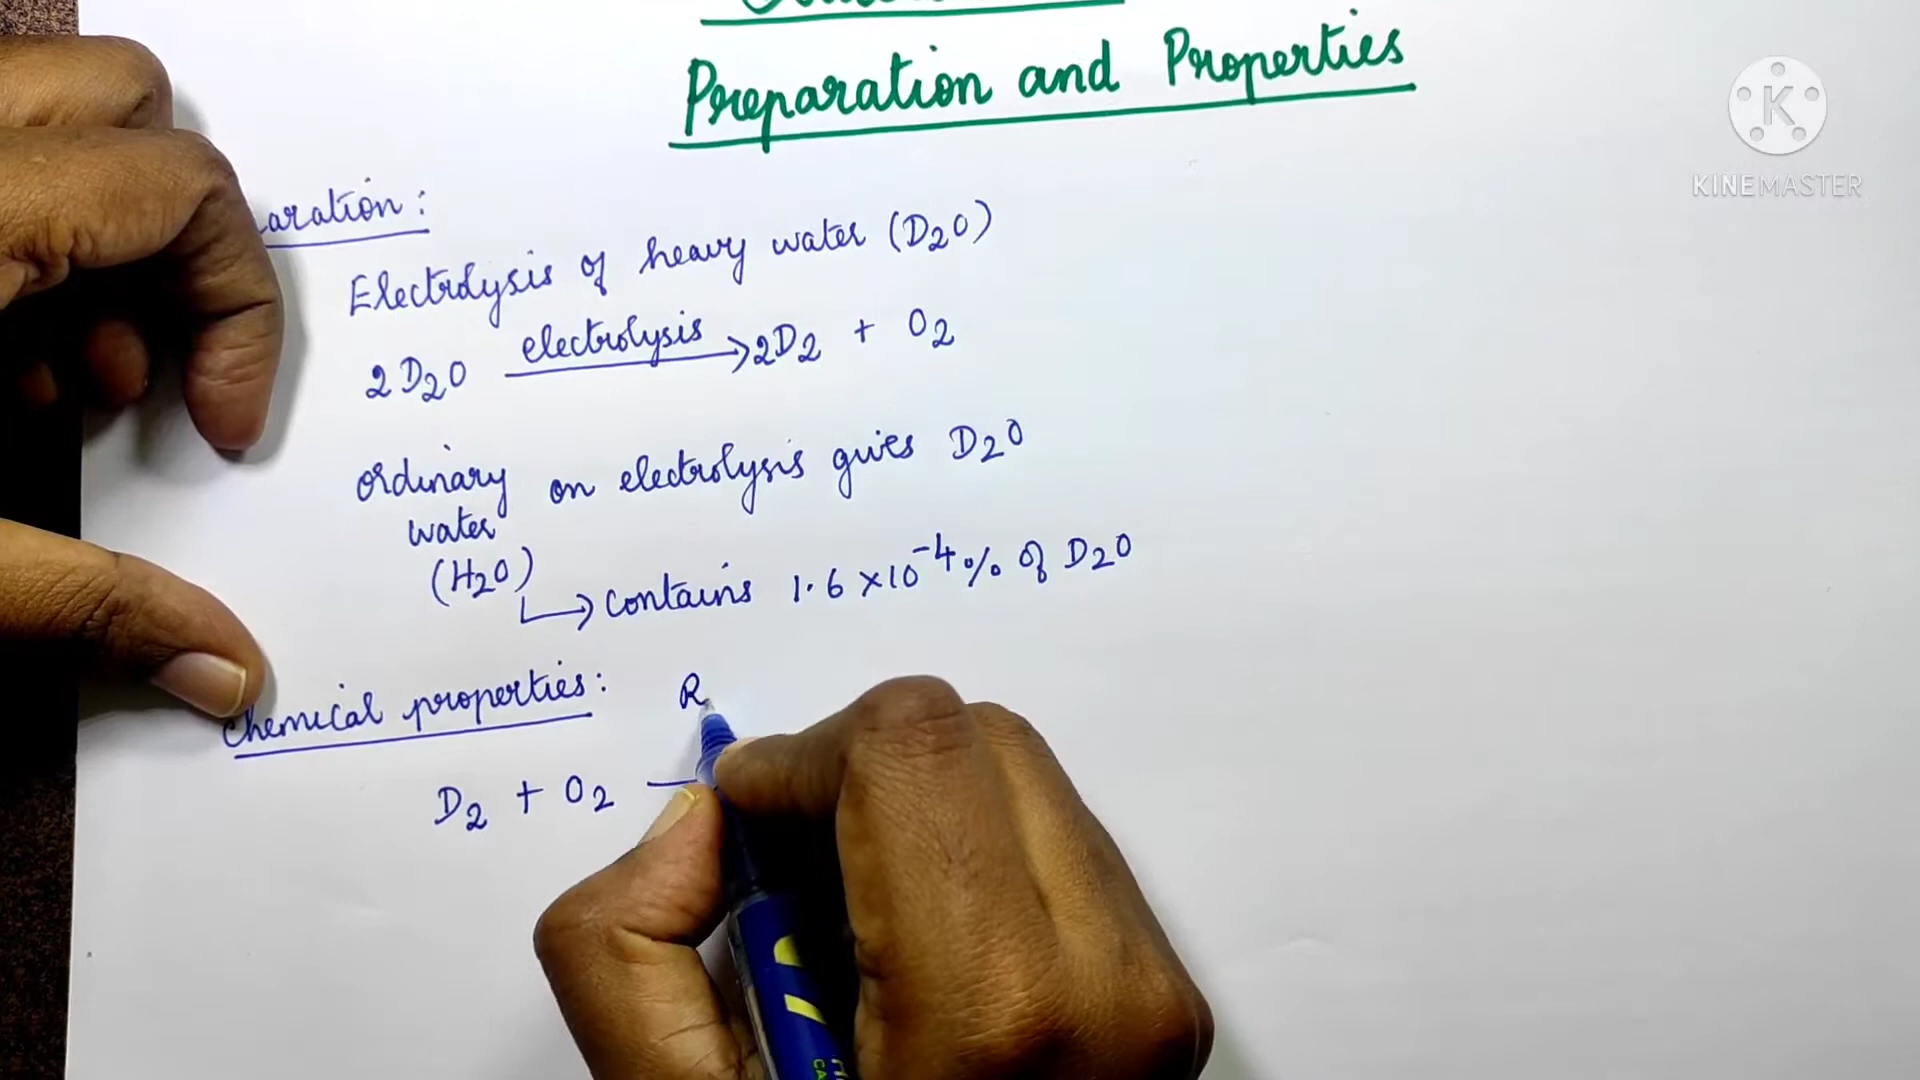 Preparation and Properties
KINEMASTER
aration:
Electrolysis of heavy water (D2O)
2D2O electrolysis → 2D2 + O2
Ordinary on electrolysis gives D2O
water
(H2O)
↳ contains 1.6 ×10⁻⁴% of D2O
Chemical properties: R
D2 + O2 —